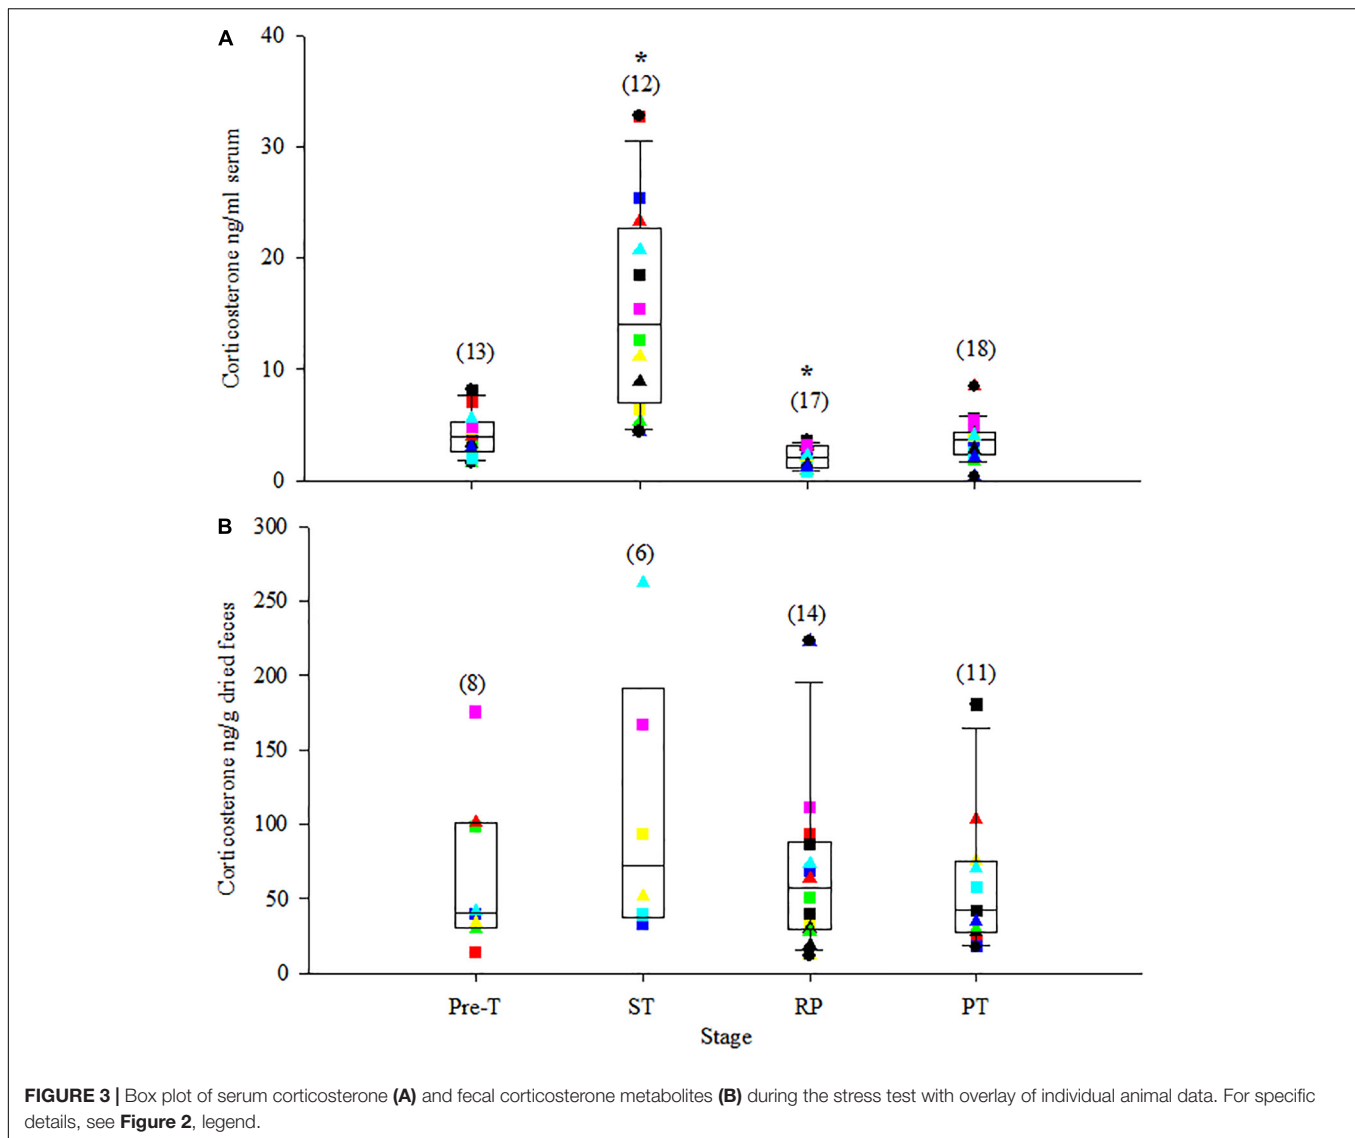 A
40
30
20
10
0
Corticosterone ng/ml serum
(13)
*
(12)
*
(17)
(18)
B
300
250
200
150
100
50
0
Corticosterone ng/g dried feces
(8)
(6)
(14)
(11)
Pre-T ST RP PT
Stage
FIGURE 3 | Box plot of serum corticosterone (A) and fecal corticosterone metabolites (B) during the stress test with overlay of individual animal data. For specific
details, see Figure 2, legend.